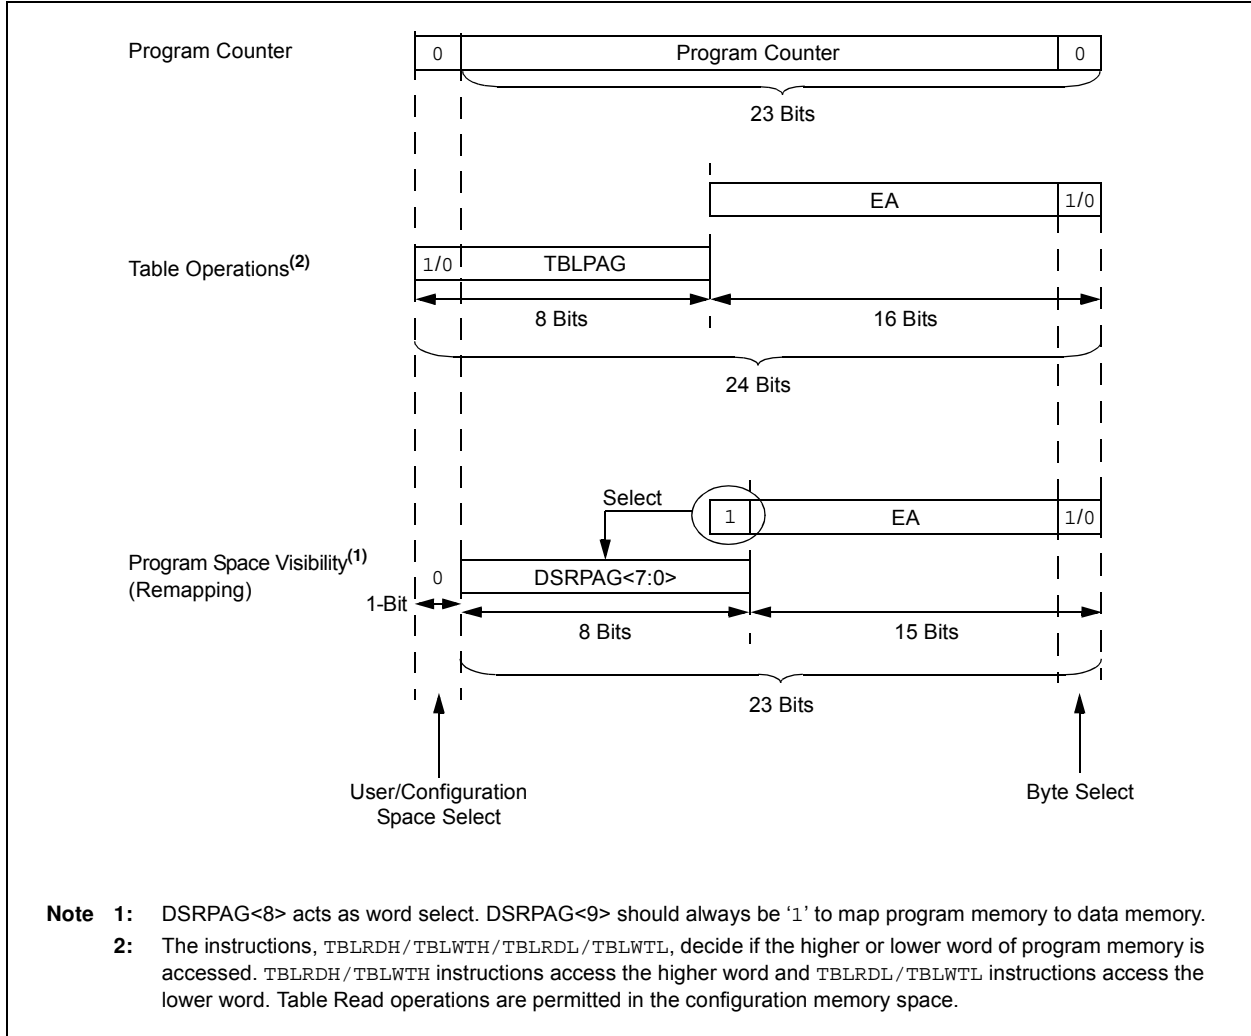 Program Counter
0 Program Counter 0
23 Bits
EA 1/0
Table Operations(2)
1/0 TBLPAG
8 Bits 16 Bits
24 Bits
Select
1 EA 1/0
Program Space Visibility(1)
(Remapping)
0 DSRPAG<7:0>
1-Bit
8 Bits 15 Bits
23 Bits
User/Configuration
Space Select
Byte Select
Note 1: DSRPAG<8> acts as word select. DSRPAG<9> should always be ‘1’ to map program memory to data memory.
2: The instructions, TBLRDH/TBLWTH/TBLRDL/TBLWTL, decide if the higher or lower word of program memory is
accessed. TBLRDH/TBLWTH instructions access the higher word and TBLRDL/TBLWTL instructions access the
lower word. Table Read operations are permitted in the configuration memory space.